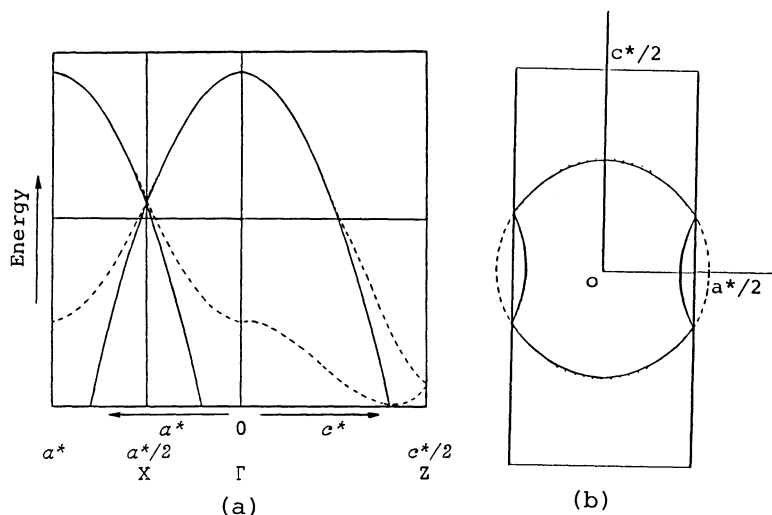 Energy
a* 0 c*
a* a*/2 c*/2
X Γ Z
(a)
c*/2
O
a*/2
(b)